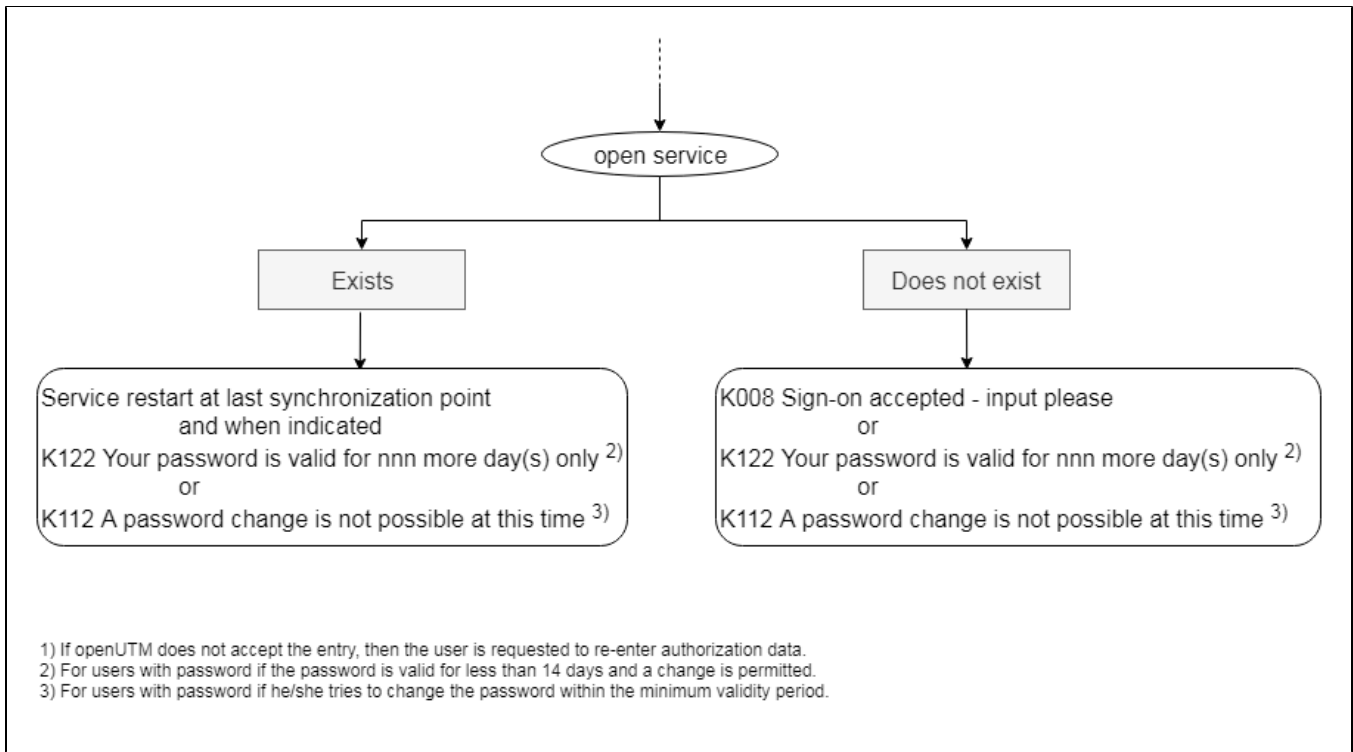 open service
Exists
Does not exist
Service restart at last synchronization point
and when indicated
K122 Your password is valid for nnn more day(s) only 2)
or
K112 A password change is not possible at this time 3)
K008 Sign-on accepted - input please
or
K122 Your password is valid for nnn more day(s) only 2)
or
K112 A password change is not possible at this time 3)
1) If openUTM does not accept the entry, then the user is requested to re-enter authorization data.
2) For users with password if the password is valid for less than 14 days and a change is permitted.
3) For users with password if he/she tries to change the password within the minimum validity period.